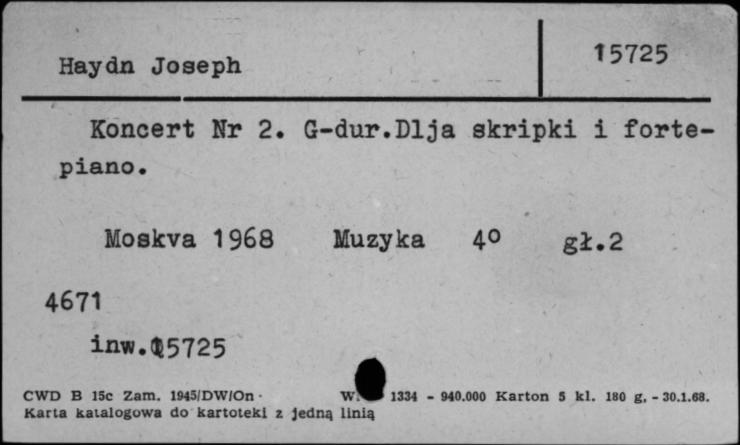 Haydn Joseph
15725
Koncert Nr 2. G-dur.Dlja skripki i forte-
piano.
Moskva 1968 Muzyka 4º gł.2
4671
inw.15725
CWD B 15c Zam. 1945/DW/On 1334 - 940.000 Karton 5 kl. 180 g. - 30.1.68.
Karta katalogowa do kartoteki z jedną linią